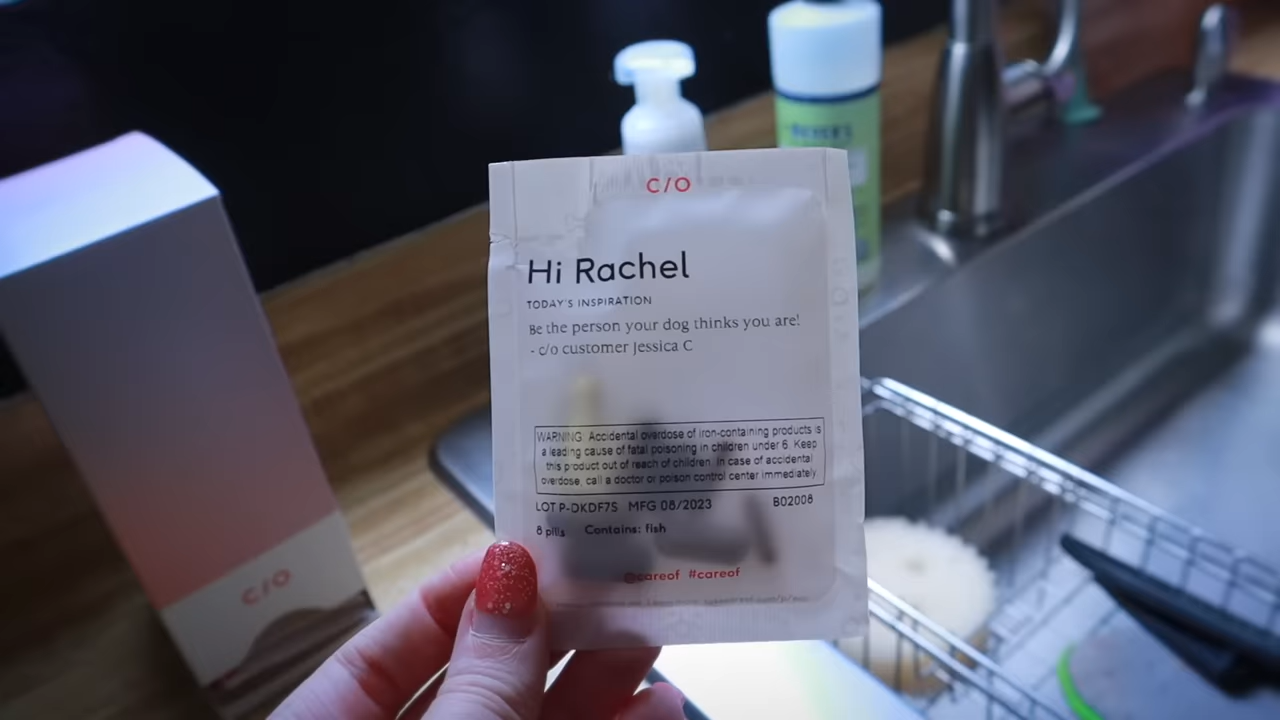 C/O
Hi Rachel
TODAY'S INSPIRATION
Be the person your dog thinks you are!
- c/o customer Jessica C
WARNING: Accidental overdose of iron-containing products is
a leading cause of fatal poisoning in children under 6. Keep
this product out of reach of children. In case of accidental
overdose, call a doctor or poison control center immediately.
LOT P-DKDF7S MFG 08/2023 B02008
8 pills Contains: fish
@careof #careof
C/O